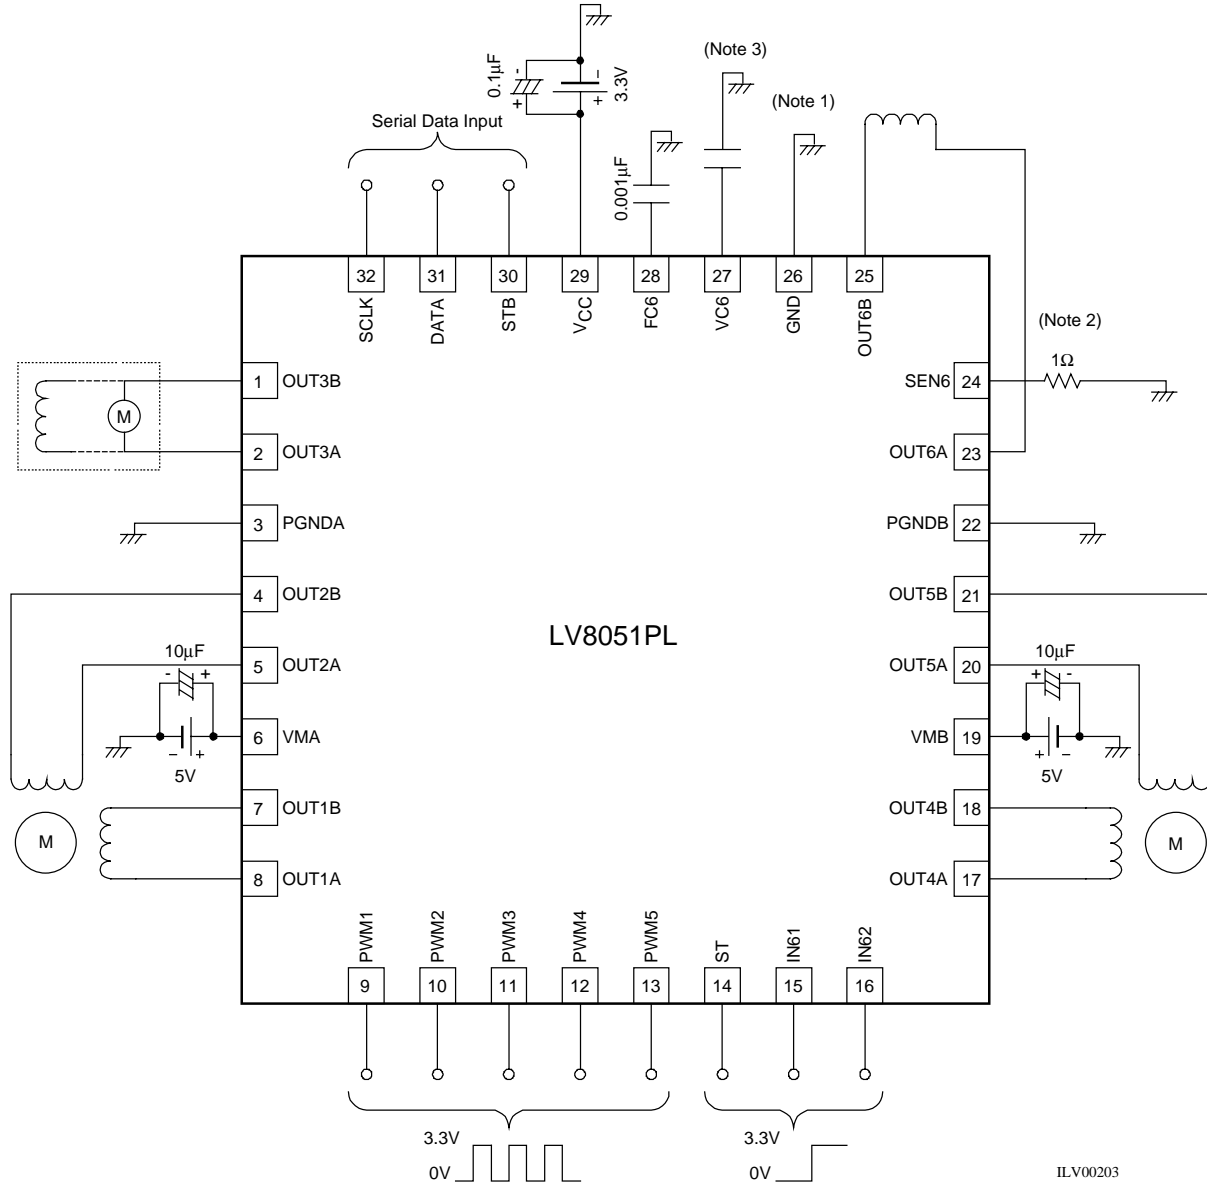 (Note 3)
0.1μF
-
+
−
+
3.3V
(Note 1)
Serial Data Input
0.001μF
32
31
30
29
28
27
26
25
SCLK
DATA
STB
VCC
FC6
VC6
GND
OUT6B
(Note 2)
1Ω
1
OUT3B
SEN6
24
M
2
OUT3A
OUT6A
23
3
PGNDA
PGNDB
22
4
OUT2B
OUT5B
21
LV8051PL
10μF
5
OUT2A
OUT5A
20
10μF
- +
+ -
6
VMA
VMB
19
− +
+ −
5V
5V
7
OUT1B
OUT4B
18
M
M
8
OUT1A
OUT4A
17
PWM1
PWM2
PWM3
PWM4
PWM5
ST
IN61
IN62
9
10
11
12
13
14
15
16
3.3V
0V
3.3V
0V
ILV00203